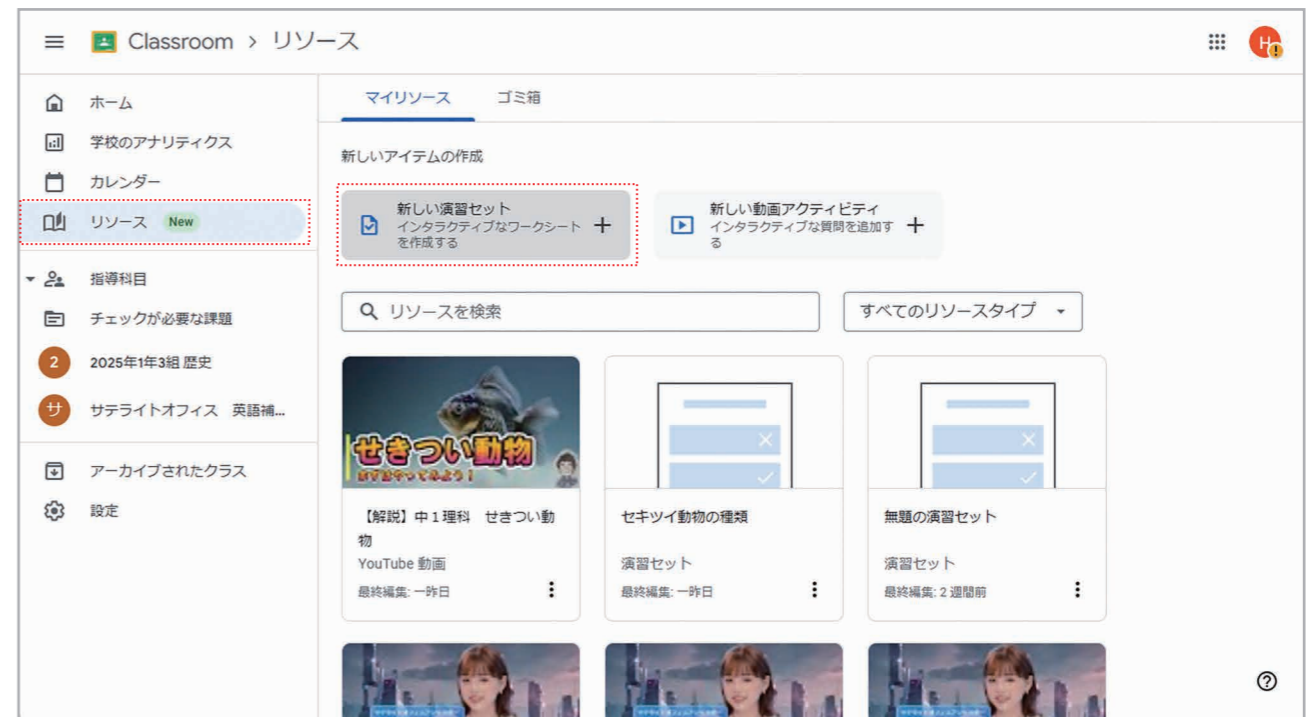 Classroom > リソース
H
ホーム
学校のアナリティクス
カレンダー
リソース New
指導科目
チェックが必要な課題
2 2025年1年3組 歴史
サ サテライトオフィス 英語補...
アーカイブされたクラス
設定
マイリソース ゴミ箱
新しいアイテムの作成
新しい演習セット
インタラクティブなワークシート
を作成する
新しい動画アクティビティ
インタラクティブな質問を追加す
る
リソースを検索
すべてのリソースタイプ
せきつい動物
まずはやってみよう!
【解説】中1理科 せきつい動
物
YouTube 動画
最終編集: 一昨日
セキツイ動物の種類
演習セット
最終編集: 一昨日
無題の演習セット
演習セット
最終編集: 2 週間前